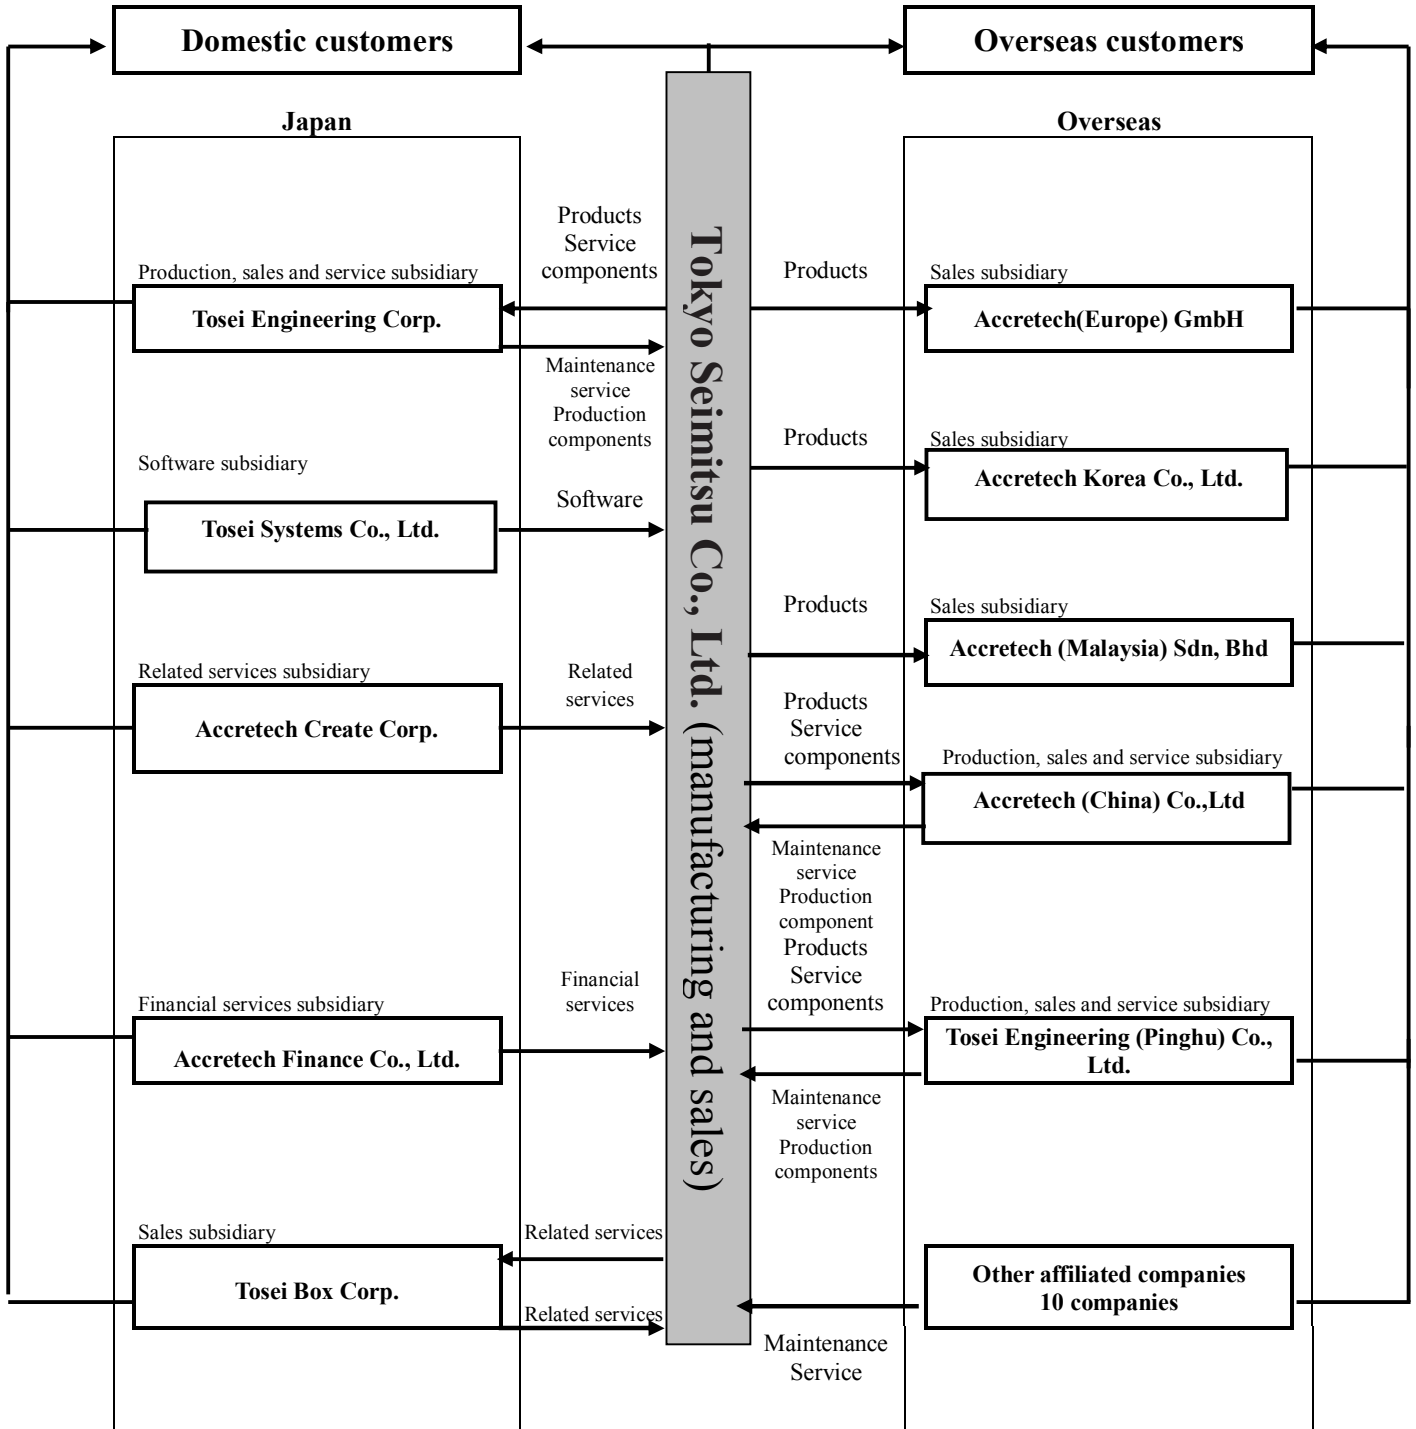 Domestic customers
Overseas customers
Japan
Overseas
Products
Service
components
Products
Production, sales and service subsidiary
Tosei Engineering Corp.
Sales subsidiary
Accretech(Europe) GmbH
Maintenance
service
Production
components
Products
Sales subsidiary
Accretech Korea Co., Ltd.
Software subsidiary
Tosei Systems Co., Ltd.
Software
Tokyo Seimitsu Co., Ltd. (manufacturing and sales)
Products
Sales subsidiary
Accretech (Malaysia) Sdn, Bhd
Related services subsidiary
Accretech Create Corp.
Related
services
Products
Service
components
Production, sales and service subsidiary
Accretech (China) Co.,Ltd
Maintenance
service
Production
component
Products
Service
components
Financial services subsidiary
Accretech Finance Co., Ltd.
Financial
services
Production, sales and service subsidiary
Tosei Engineering (Pinghu) Co.,
Ltd.
Maintenance
service
Production
components
Sales subsidiary
Tosei Box Corp.
Related services
Related services
Other affiliated companies
10 companies
Maintenance
Service